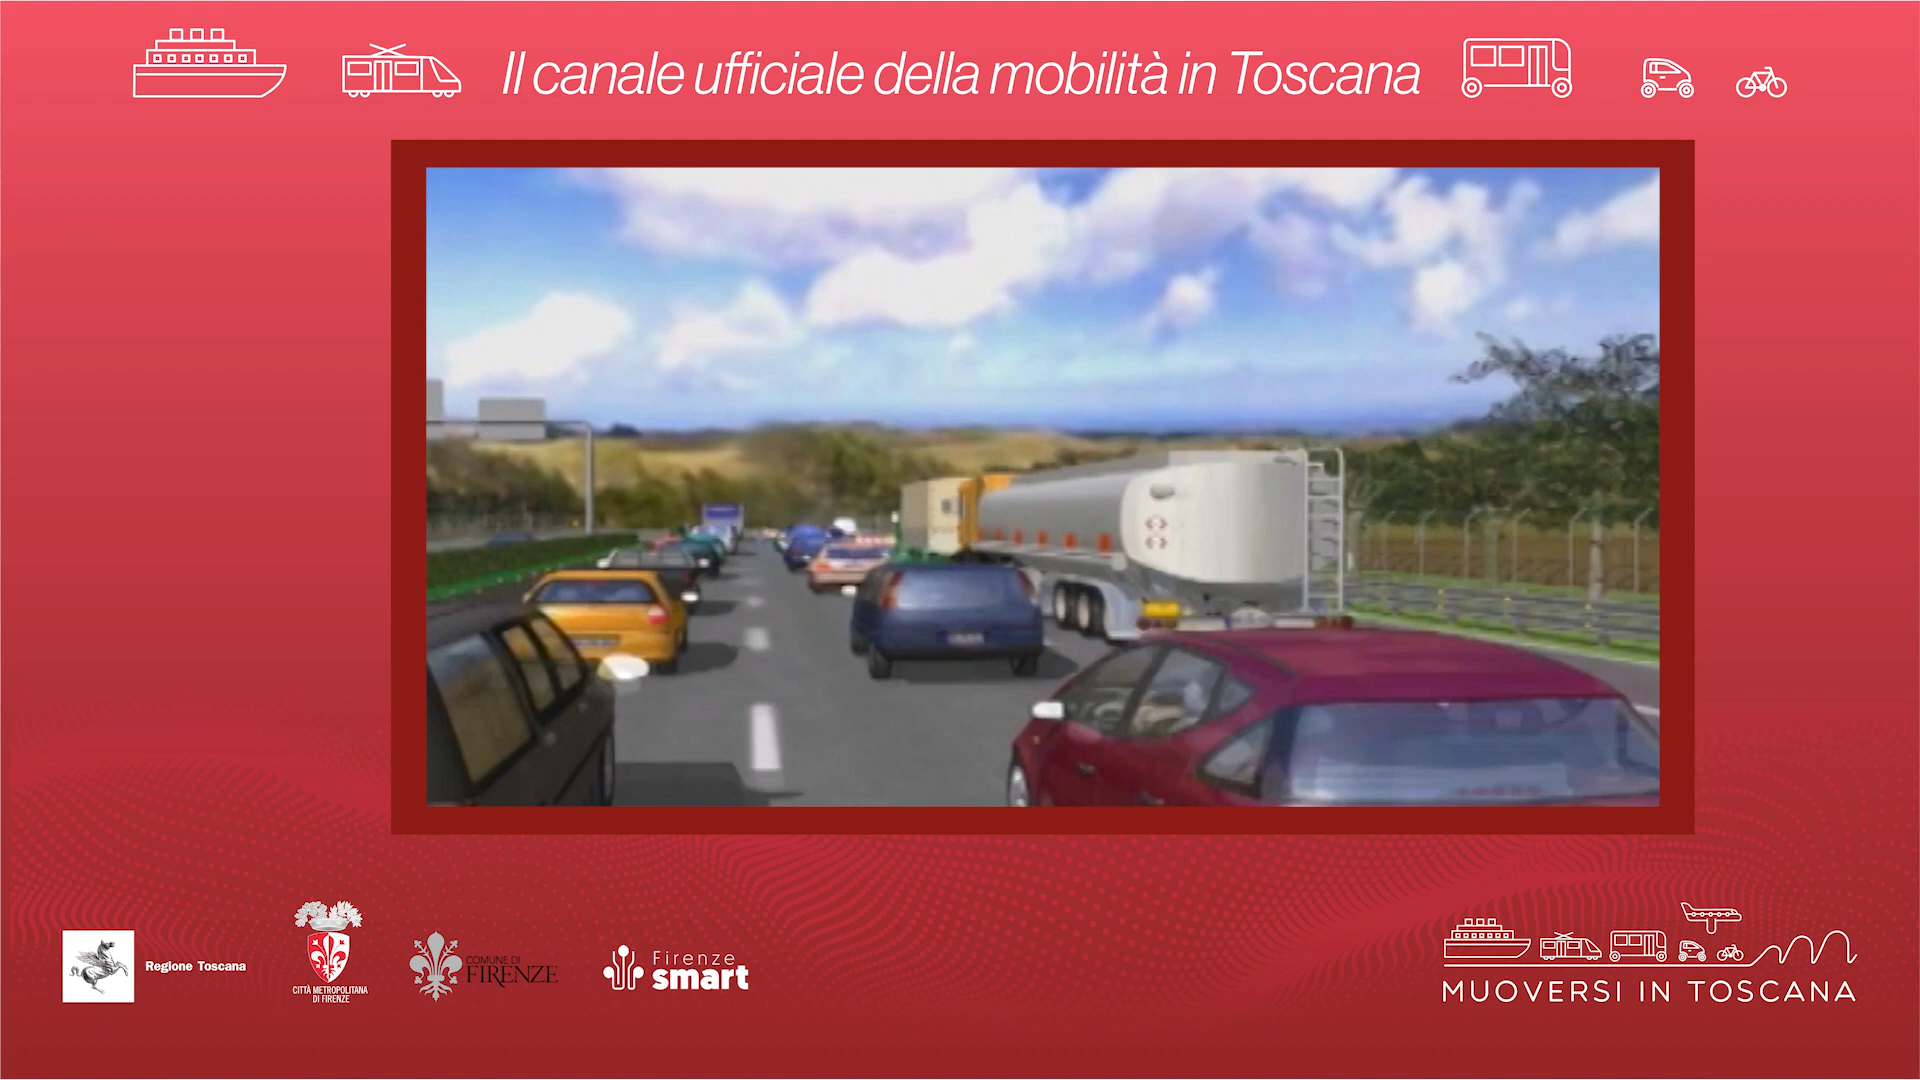 Il canale ufficiale della mobilità in Toscana
Regione Toscana
CITTÀ METROPOLITANA
DI FIRENZE
COMUNE DI
FIRENZE
Firenze
smart
MUOVERSI IN TOSCANA